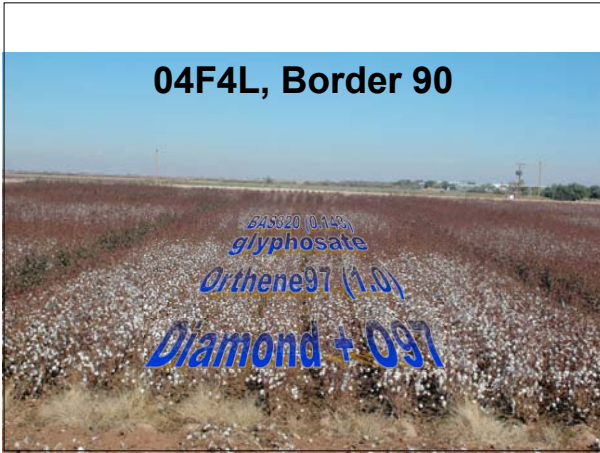 04F4L, Border 90
BAS320 (0.143)
glyphosate
Orthene97 (1.0)
Diamond + O97